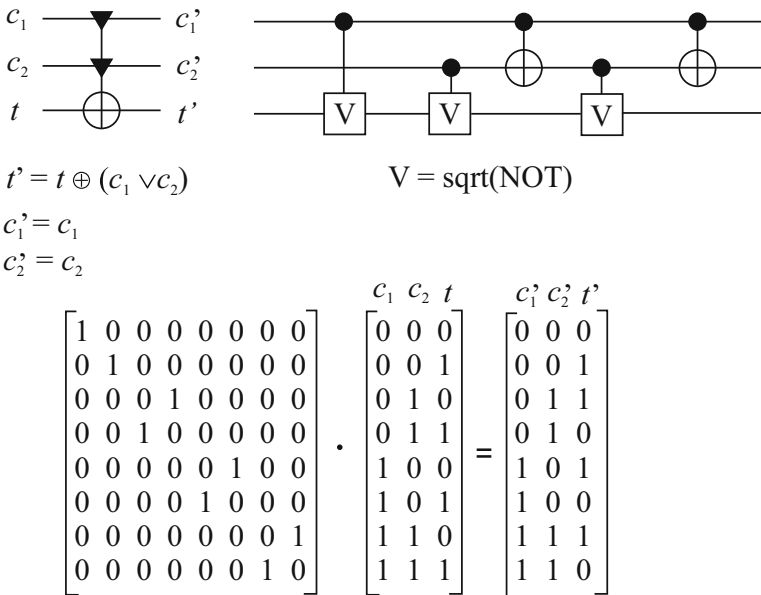 c₁ c₁’
c₂ c₂’
t t’
V V V
t’ = t ⊕ (c₁ ∨c₂)
V = sqrt(NOT)
c₁’= c₁
c₂’ = c₂
c₁ c₂ t c₁’ c₂’ t’
1 0 0 0 0 0 0 0 0 0 0 0 0 0
0 1 0 0 0 0 0 0 0 0 1 0 0 1
0 0 0 1 0 0 0 0 0 1 0 0 1 1
0 0 1 0 0 0 0 0 0 1 1 0 1 0
0 0 0 0 0 1 0 0 · 1 0 0 = 1 0 1
0 0 0 0 1 0 0 0 1 0 1 1 0 0
0 0 0 0 0 0 0 1 1 1 0 1 1 1
0 0 0 0 0 0 1 0 1 1 1 1 1 0